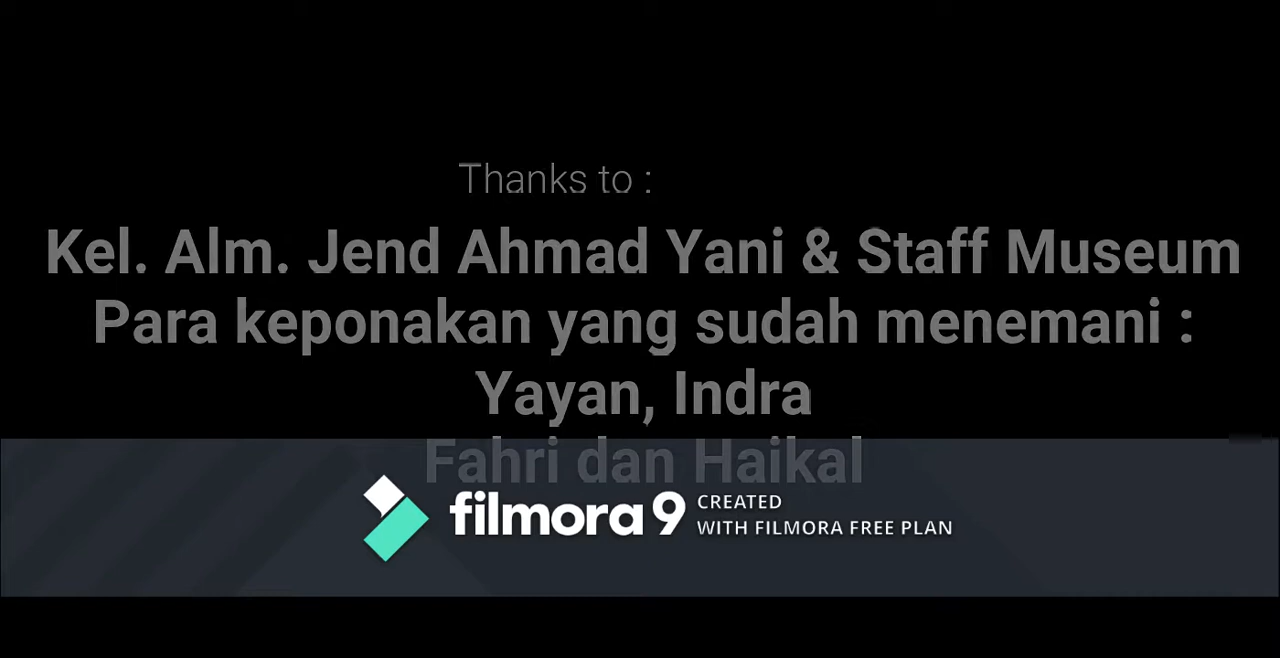 Thanks to :
Kel. Alm. Jend Ahmad Yani & Staff Museum
Para keponakan yang sudah menemani :
Yayan, Indra
Fahri dan Haikal
filmora 9 CREATED
WITH FILMORA FREE PLAN